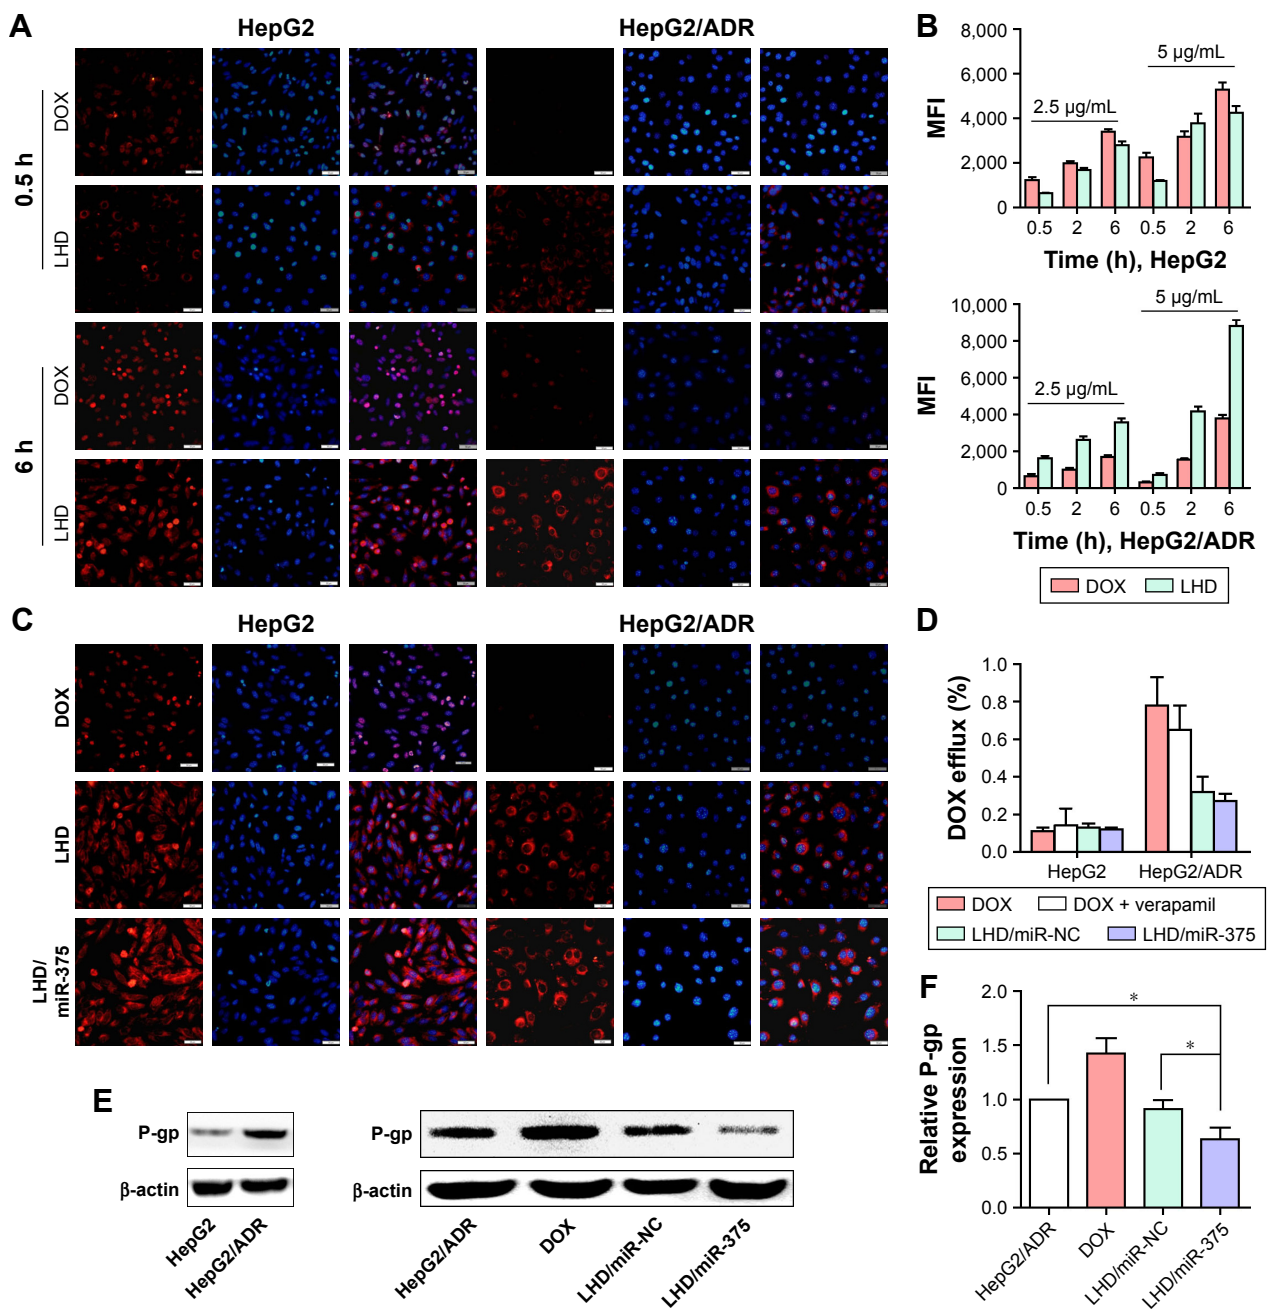 A
HepG2
HepG2/ADR
0.5 h
DOX
LHD
6 h
DOX
LHD
B
MFI
8,000
6,000
4,000
2,000
0
2.5 µg/mL
5 µg/mL
0.5 2 6 0.5 2 6
Time (h), HepG2
MFI
10,000
8,000
6,000
4,000
2,000
0
2.5 µg/mL
5 µg/mL
0.5 2 6 0.5 2 6
Time (h), HepG2/ADR
DOX LHD
C
HepG2
HepG2/ADR
DOX
LHD
LHD/
miR-375
D
DOX efflux (%)
1.0
0.8
0.6
0.4
0.2
0.0
HepG2 HepG2/ADR
DOX DOX + verapamil
LHD/miR-NC LHD/miR-375
E
P-gp
β-actin
HepG2
HepG2/ADR
P-gp
β-actin
HepG2/ADR
DOX
LHD/miR-NC
LHD/miR-375
F
Relative P-gp
expression
2.0
1.5
1.0
0.5
0.0
*
*
HepG2/ADR
DOX
LHD/miR-NC
LHD/miR-375